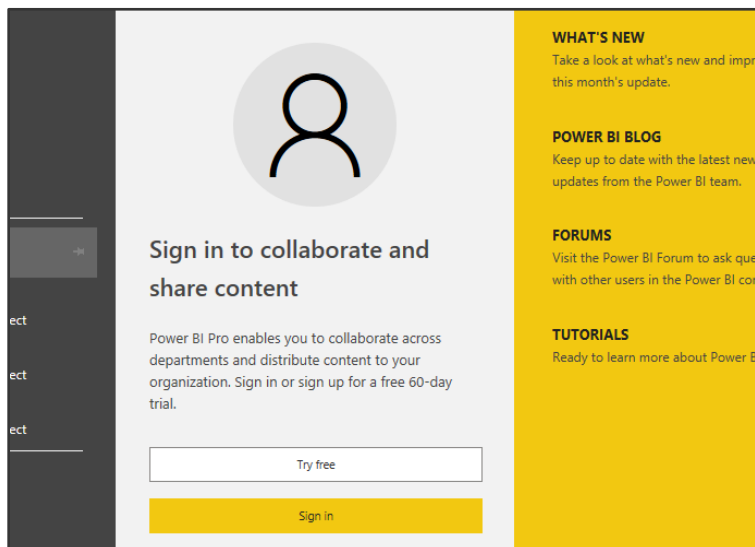 ect
ect
ect
Sign in to collaborate and
share content
Power BI Pro enables you to collaborate across
departments and distribute content to your
organization. Sign in or sign up for a free 60-day
trial.
Try free
Sign in
WHAT'S NEW
Take a look at what's new and impr
this month's update.
POWER BI BLOG
Keep up to date with the latest new
updates from the Power BI team.
FORUMS
Visit the Power BI Forum to ask que
with other users in the Power BI co
TUTORIALS
Ready to learn more about Power B